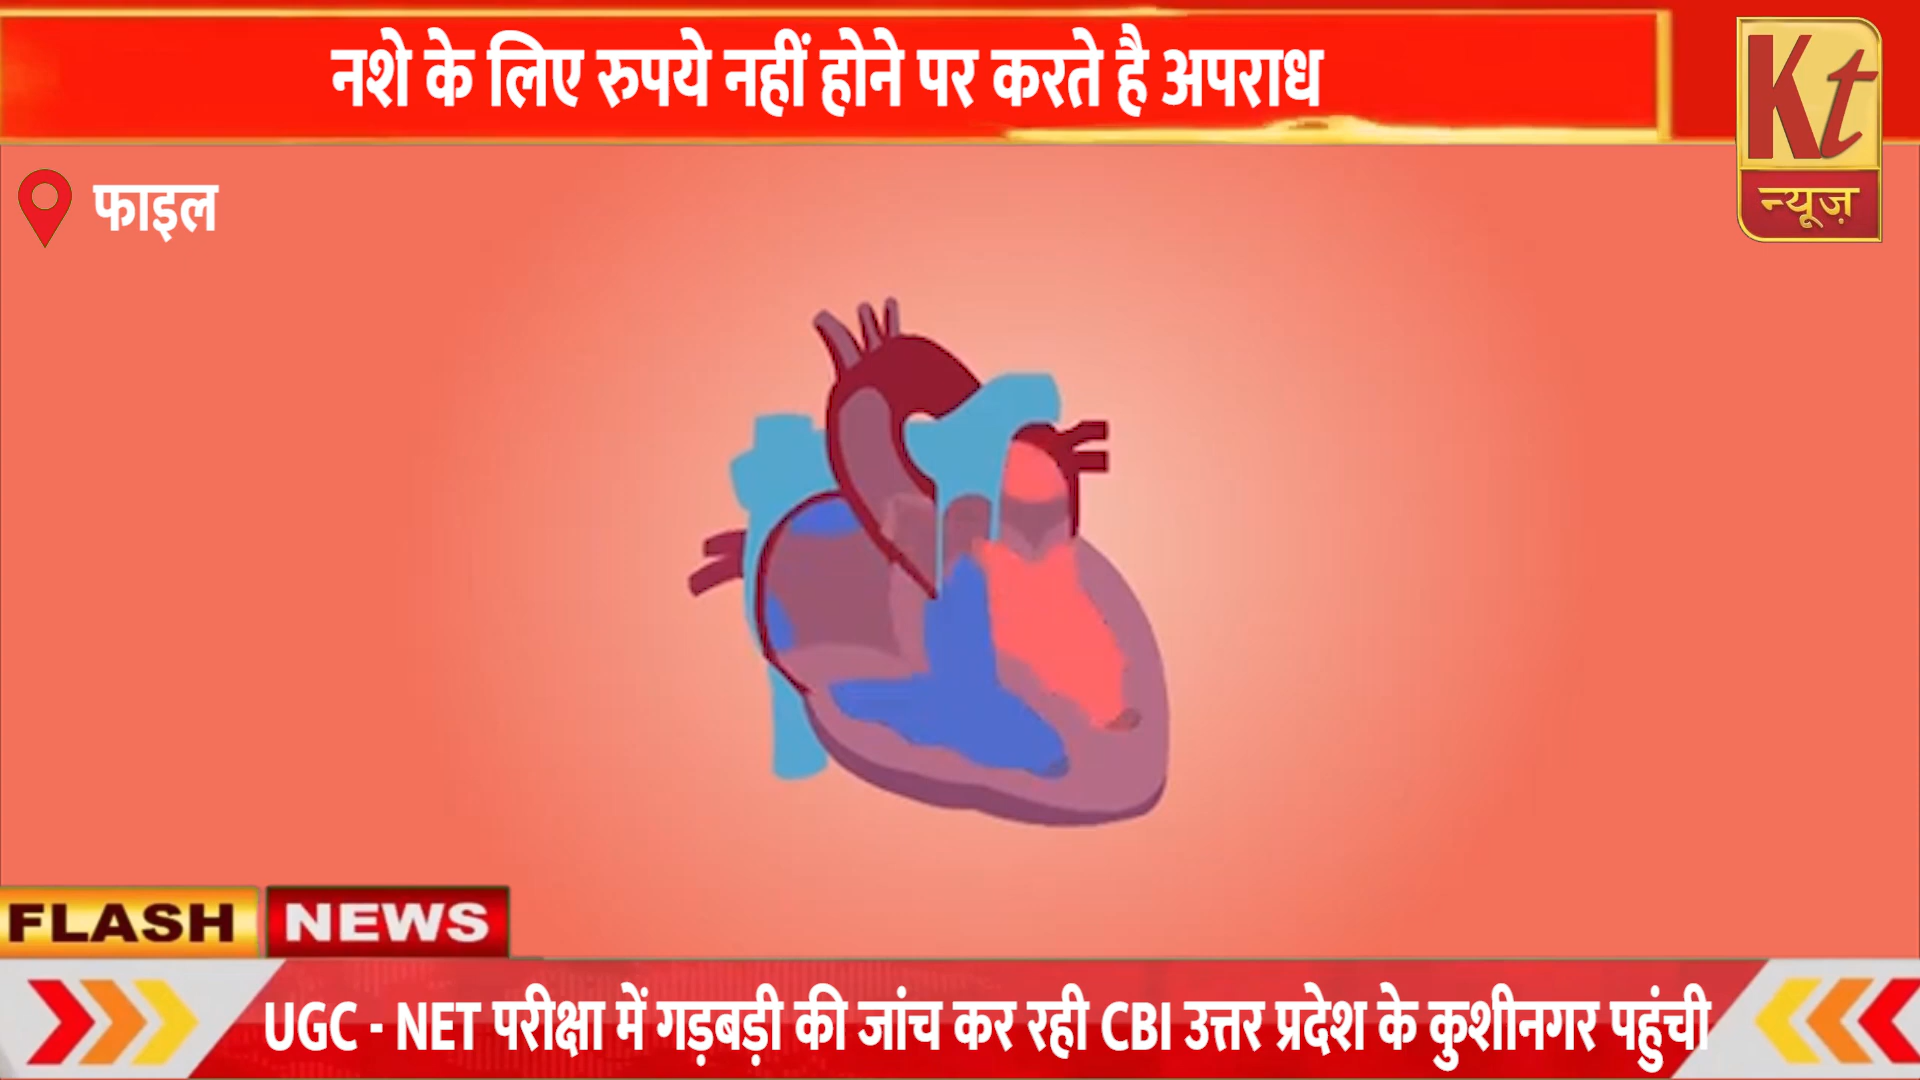 नशे के लिए रुपये नहीं होने पर करते है अपराध
Kt
न्यूज़
फाइल
FLASH NEWS
UGC - NET परीक्षा में गड़बड़ी की जांच कर रही CBI उत्तर प्रदेश के कुशीनगर पहुंची